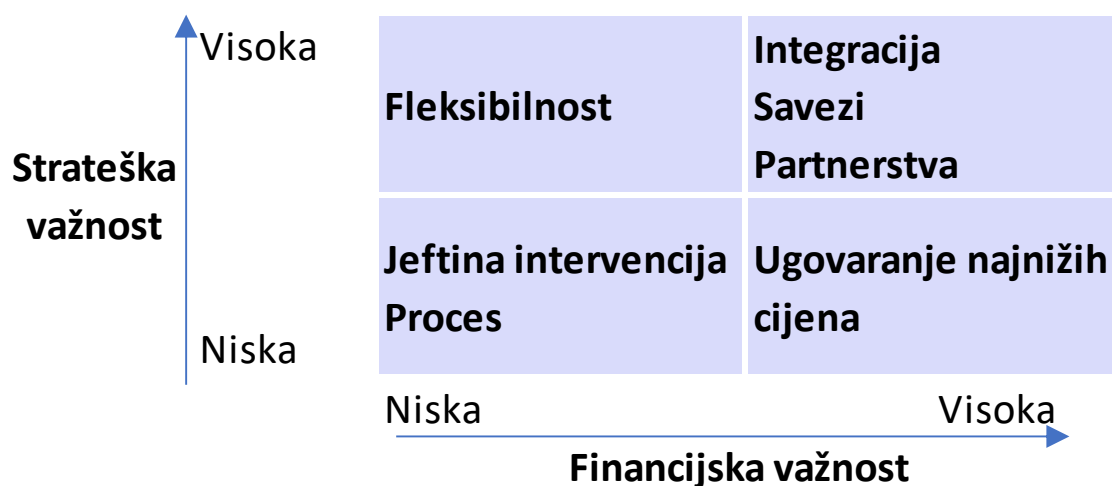 Visoka
Strateška
važnost
Niska
Fleksibilnost
Integracija
Savezi
Partnerstva
Jeftina intervencija
Proces
Ugovaranje najnižih
cijena
Niska
Visoka
Financijska važnost